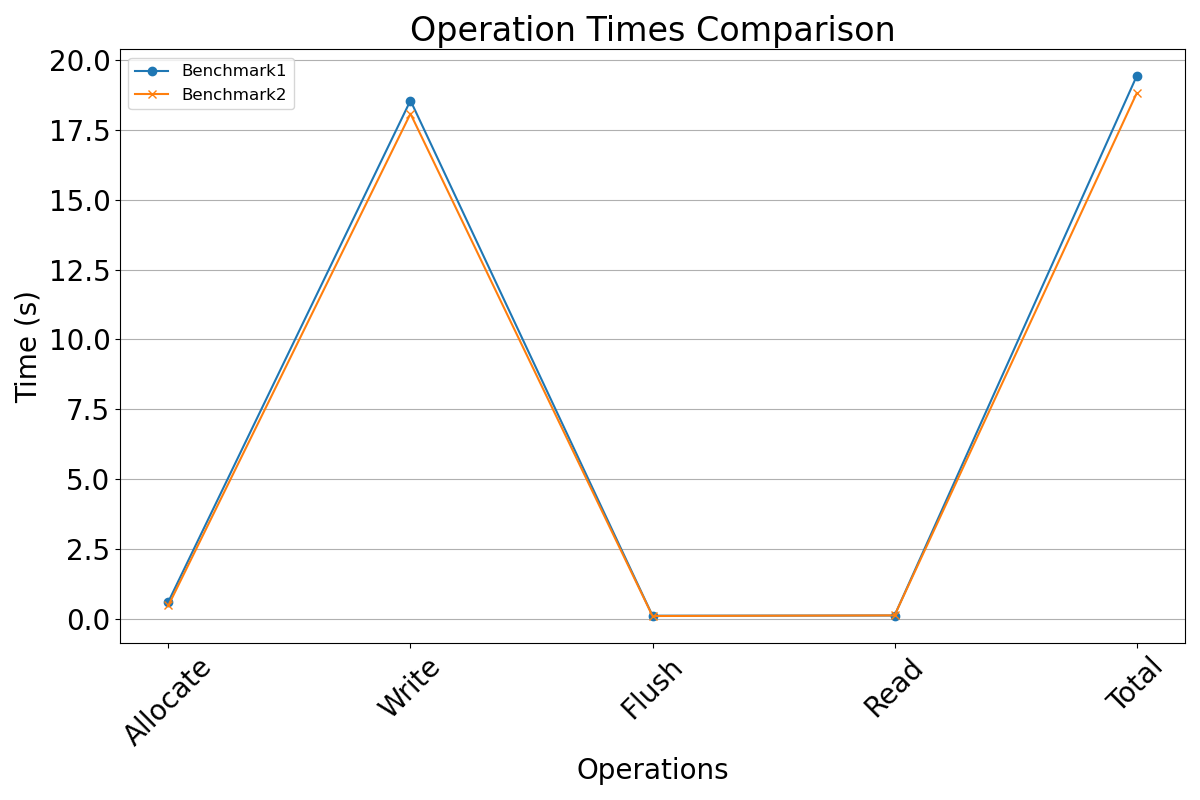 Operation Times Comparison
Benchmark1
Benchmark2
20.0
17.5
15.0
12.5
10.0
7.5
5.0
2.5
0.0
Time (s)
Allocate
Write
Flush
Read
Total
Operations